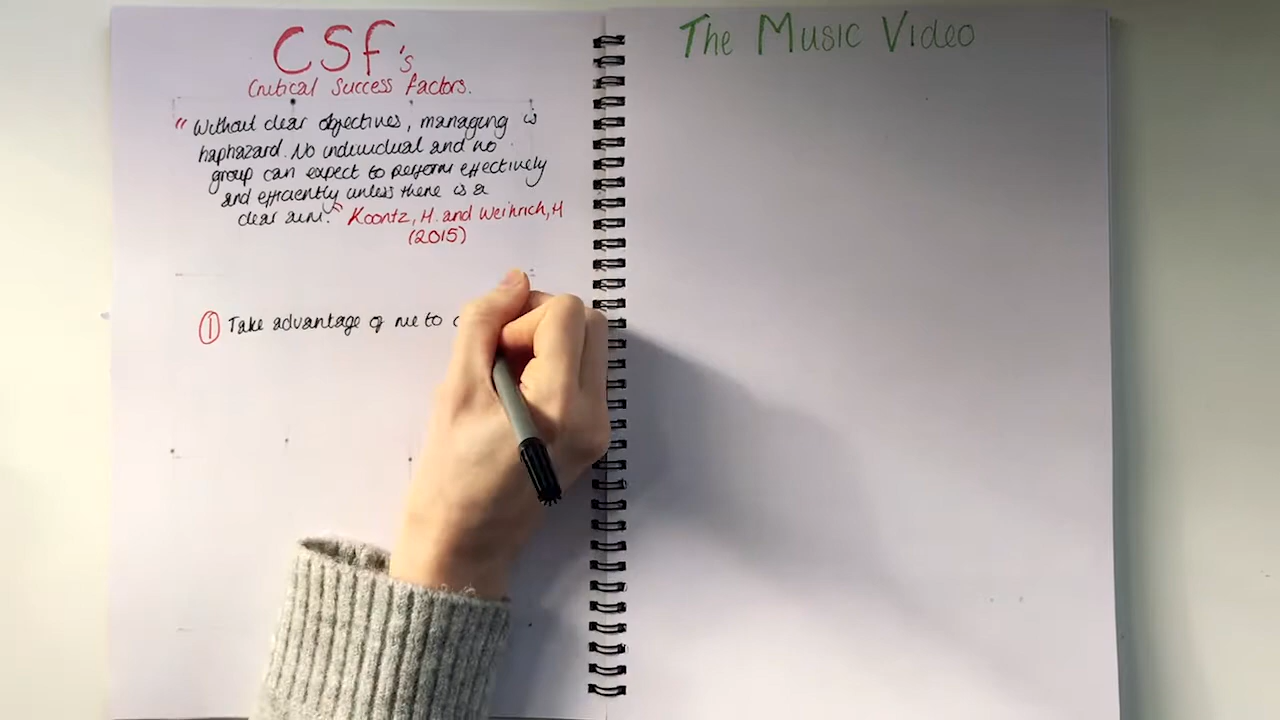 CSF's
Critical Success Factors.
"Without clear objectives, managing is
haphazard. No individual and no
group can expect to perform effectively
and efficiently unless there is a
clear aim." Koontz, H. and Weihrich, H
(2015)
① Take advantage of me to
The Music Video